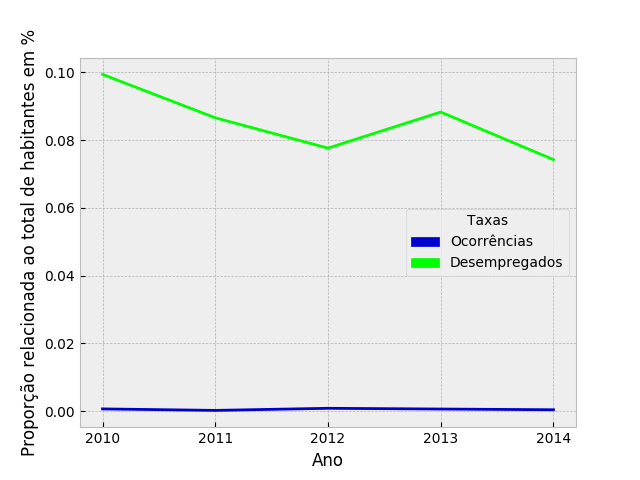 Proporção relacionada ao total de habitantes em %
0.10
0.08
0.06
0.04
0.02
0.00
Taxas
Ocorrências
Desempregados
2010
2011
2012
2013
2014
Ano